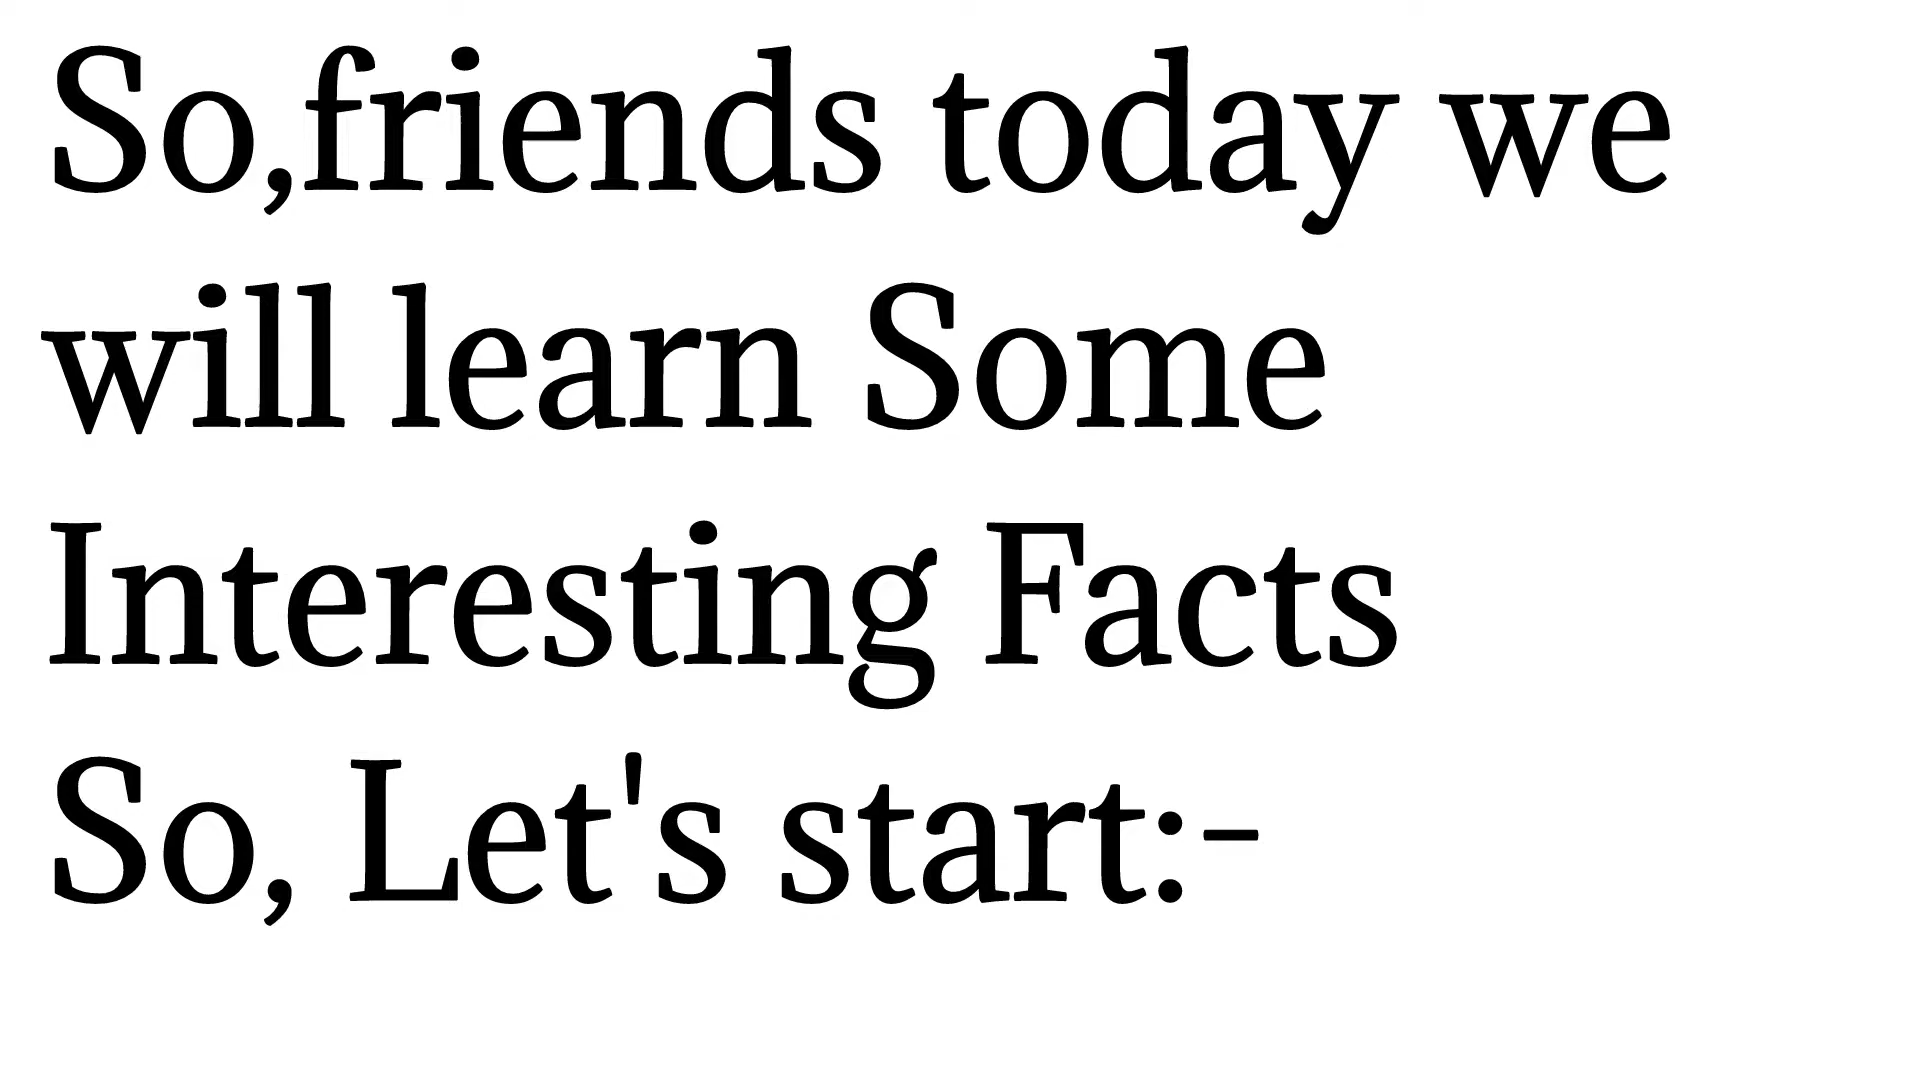 So,friends today we
will learn Some
Interesting Facts
So, Let's start:-